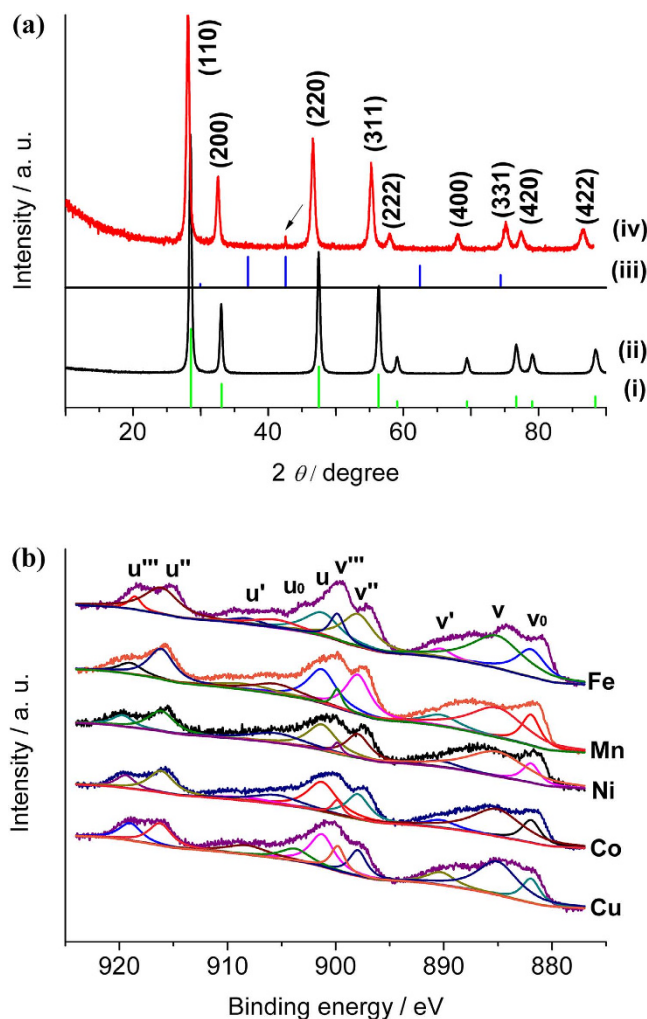 (a)
Intensity / a. u.
(110)
(200)
(220)
(311)
(222)
(400)
(331)
(420)
(422)
(iv)
(iii)
(ii)
(i)
20 40 60 80
2 θ / degree
(b)
Intensity / a. u.
u''' u'' u' u₀ u v''' v'' v' v v₀
Fe
Mn
Ni
Co
Cu
920 900 890 880
Binding energy / eV